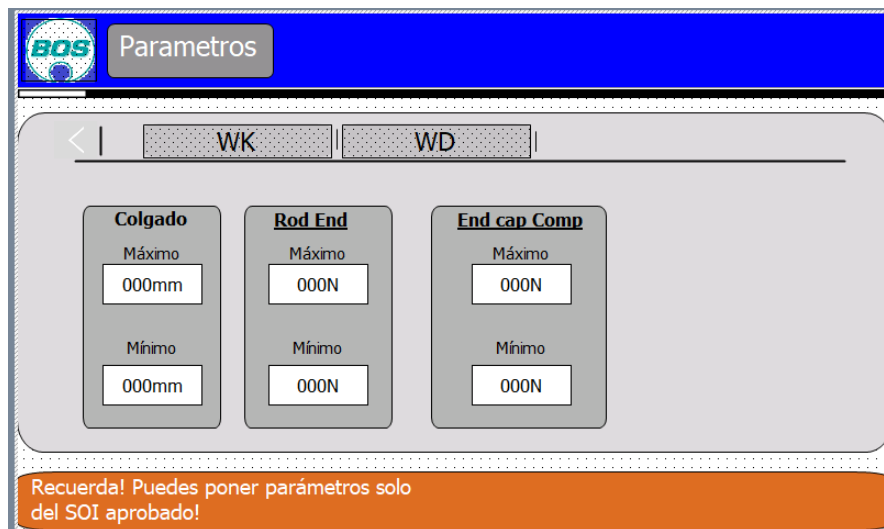 BOS
Parametros
WK
WD
Colgado
Máximo
000mm
Mínimo
000mm
Rod End
Máximo
000N
Mínimo
000N
End cap Comp
Máximo
000N
Mínimo
000N
Recuerda! Puedes poner parámetros solo
del SOI aprobado!